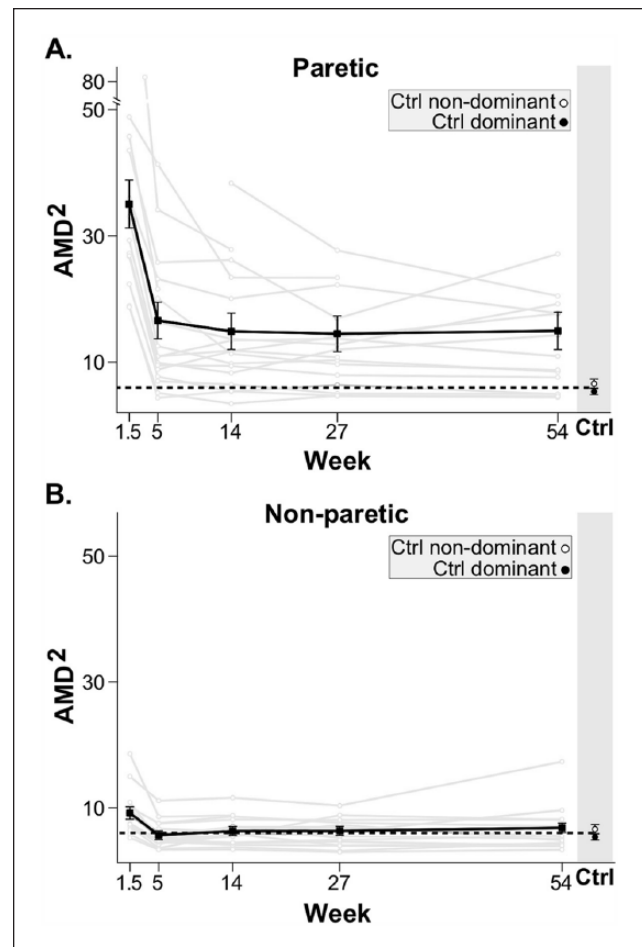 A.
Paretic
80
50
Ctrl non-dominant
Ctrl dominant
30
AMD²
10
1.5 5 14 27 54 Ctrl
Week
B.
Non-paretic
50
Ctrl non-dominant
Ctrl dominant
30
AMD²
10
1.5 5 14 27 54 Ctrl
Week